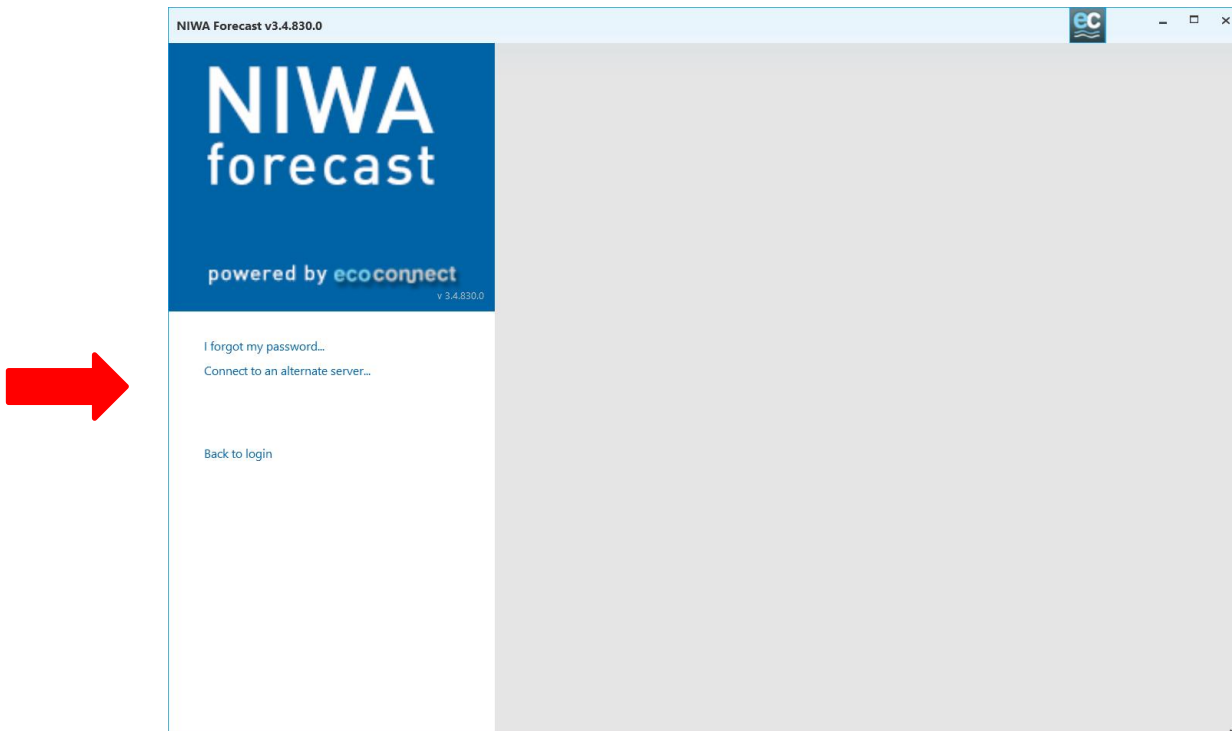 NIWA Forecast v3.4.830.0
ec
NIWA
forecast
powered by ecoconnect
v 3.4.830.0
I forgot my password...
Connect to an alternate server...
Back to login